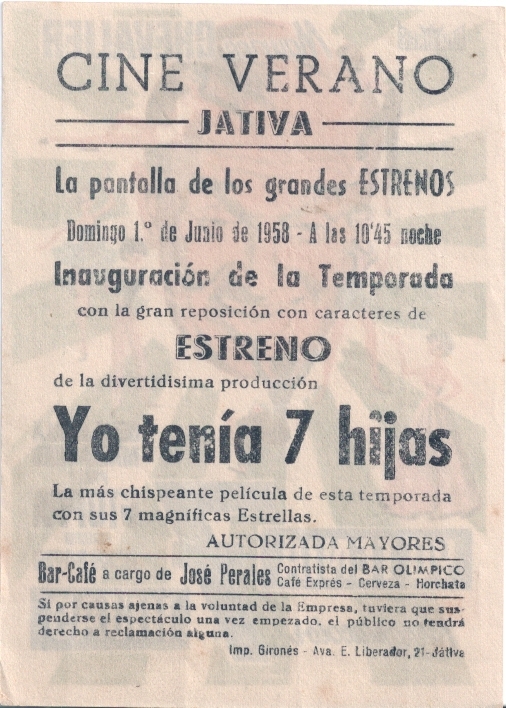 CINE VERANO
JATIVA
La pantalla de los grandes ESTRENOS
Domingo 1.º de Junio de 1958 - A las 10'45 noche
Inauguración de la Temporada
con la gran reposición con caracteres de
ESTRENO
de la divertidisima producción
Yo tenía 7 hijas
La más chispeante película de esta temporada
con sus 7 magníficas Estrellas.
AUTORIZADA MAYORES
Bar-Café a cargo de José Perales Contratista del BAR OLIMPICO
Café Exprés - Cerveza - Horchata
Si por causas ajenas a la voluntad de la Empresa, tuviera que sus-
penderse el espectáculo una vez empezado, el público no tendrá
derecho a reclamación alguna.
Imp. Gironés - Ava. E. Liberador, 21-Játiva